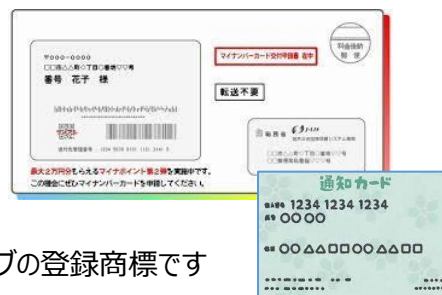 〒000-0000
□□市△△町○丁目□番地▽▽号
番号 花子 様
マイナンバーカード交付申請書 在中
料金後納
郵便
転送不要
総務省
J-LIS
最大2万円分もらえるマイナポイント第2弾を実施中です。
この機会にぜひマイナンバーカードを申請してください。
通知カード
1234 1234 1234
○○○○
○○△△□□○○△△□□
ブの登録商標です